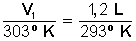 V₁ / 303° K = 1,2 L / 293° K